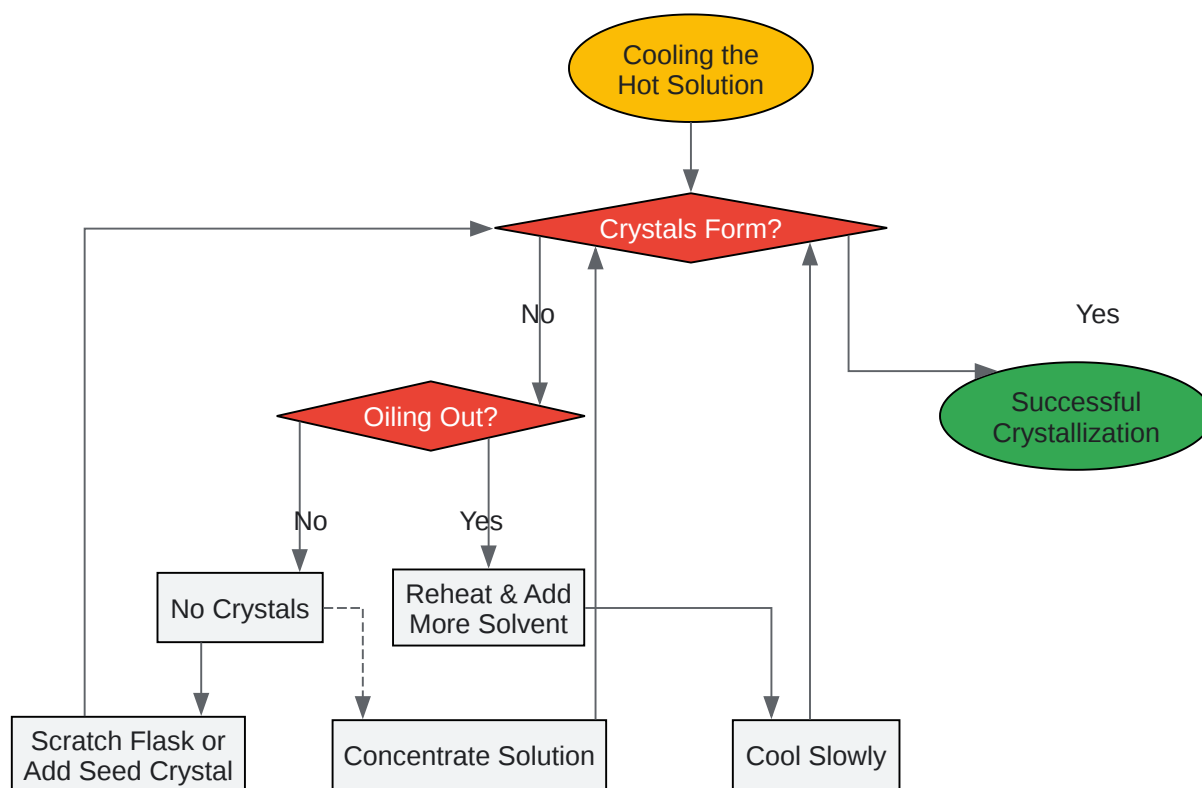 Cooling the
Hot Solution
Crystals Form?
No
Yes
Oiling Out?
Successful
Crystallization
No
Yes
No Crystals
Reheat & Add
More Solvent
Scratch Flask or
Add Seed Crystal
Concentrate Solution
Cool Slowly